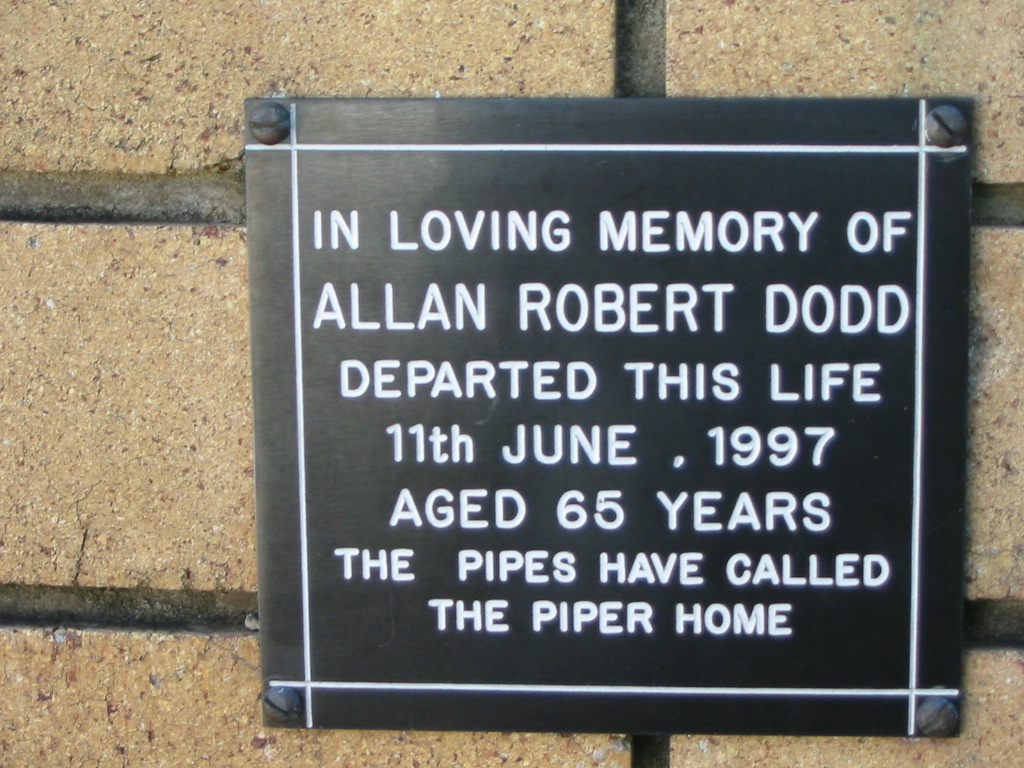 IN LOVING MEMORY OF
ALLAN ROBERT DODD
DEPARTED THIS LIFE
11th JUNE , 1997
AGED 65 YEARS
THE PIPES HAVE CALLED
THE PIPER HOME